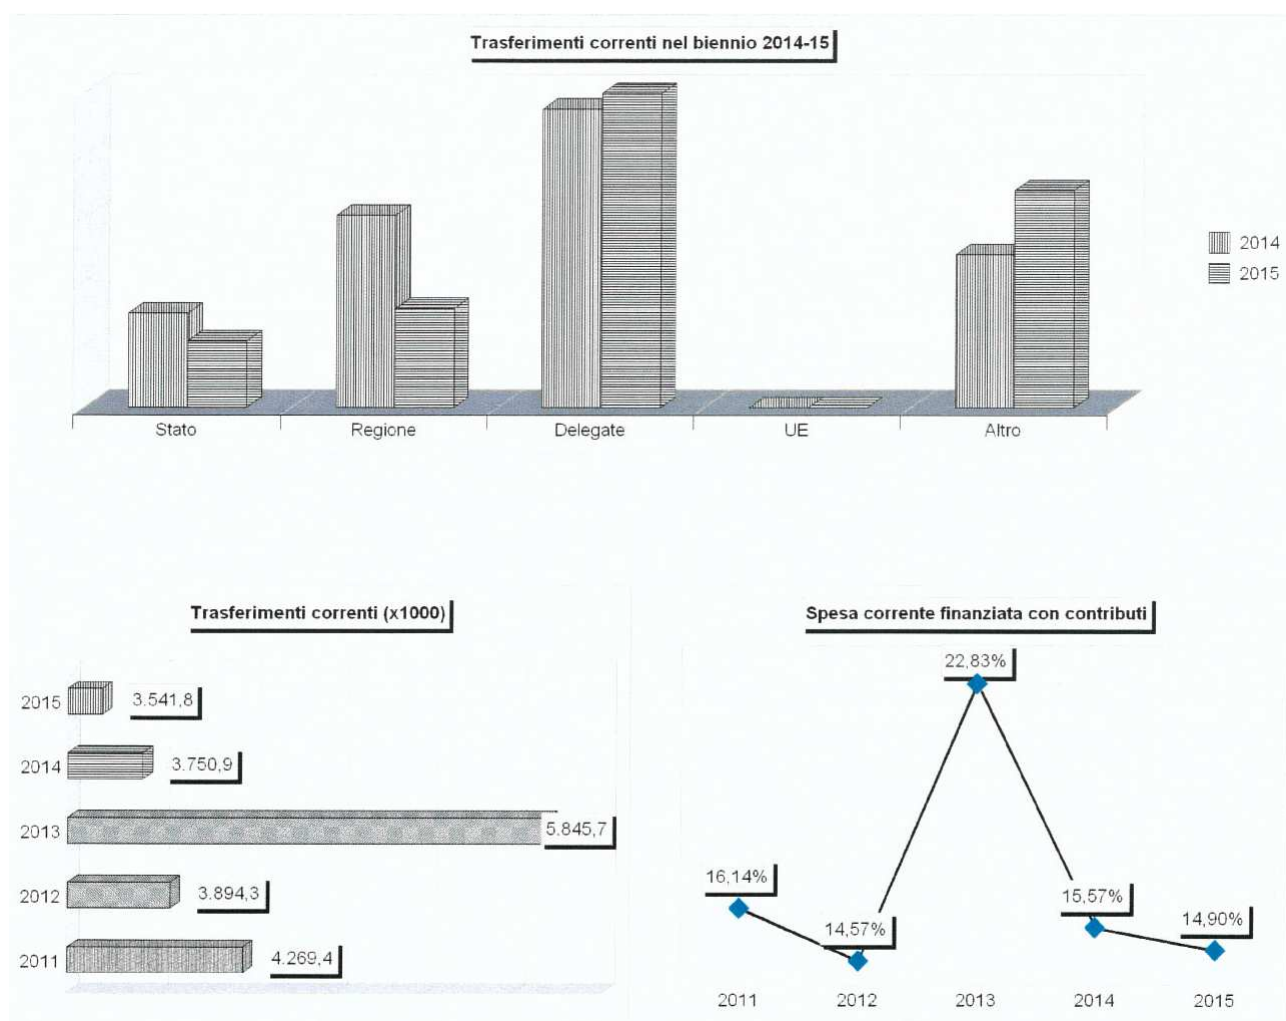 Trasferimenti correnti nel biennio 2014-15
2014
2015
Stato Regione Delegate UE Altro
Trasferimenti correnti (x1000)
2015 3.541,8
2014 3.750,9
2013 5.845,7
2012 3.894,3
2011 4.269,4
Spesa corrente finanziata con contributi
22,83%
16,14%
14,57%
15,57%
14,90%
2011 2012 2013 2014 2015